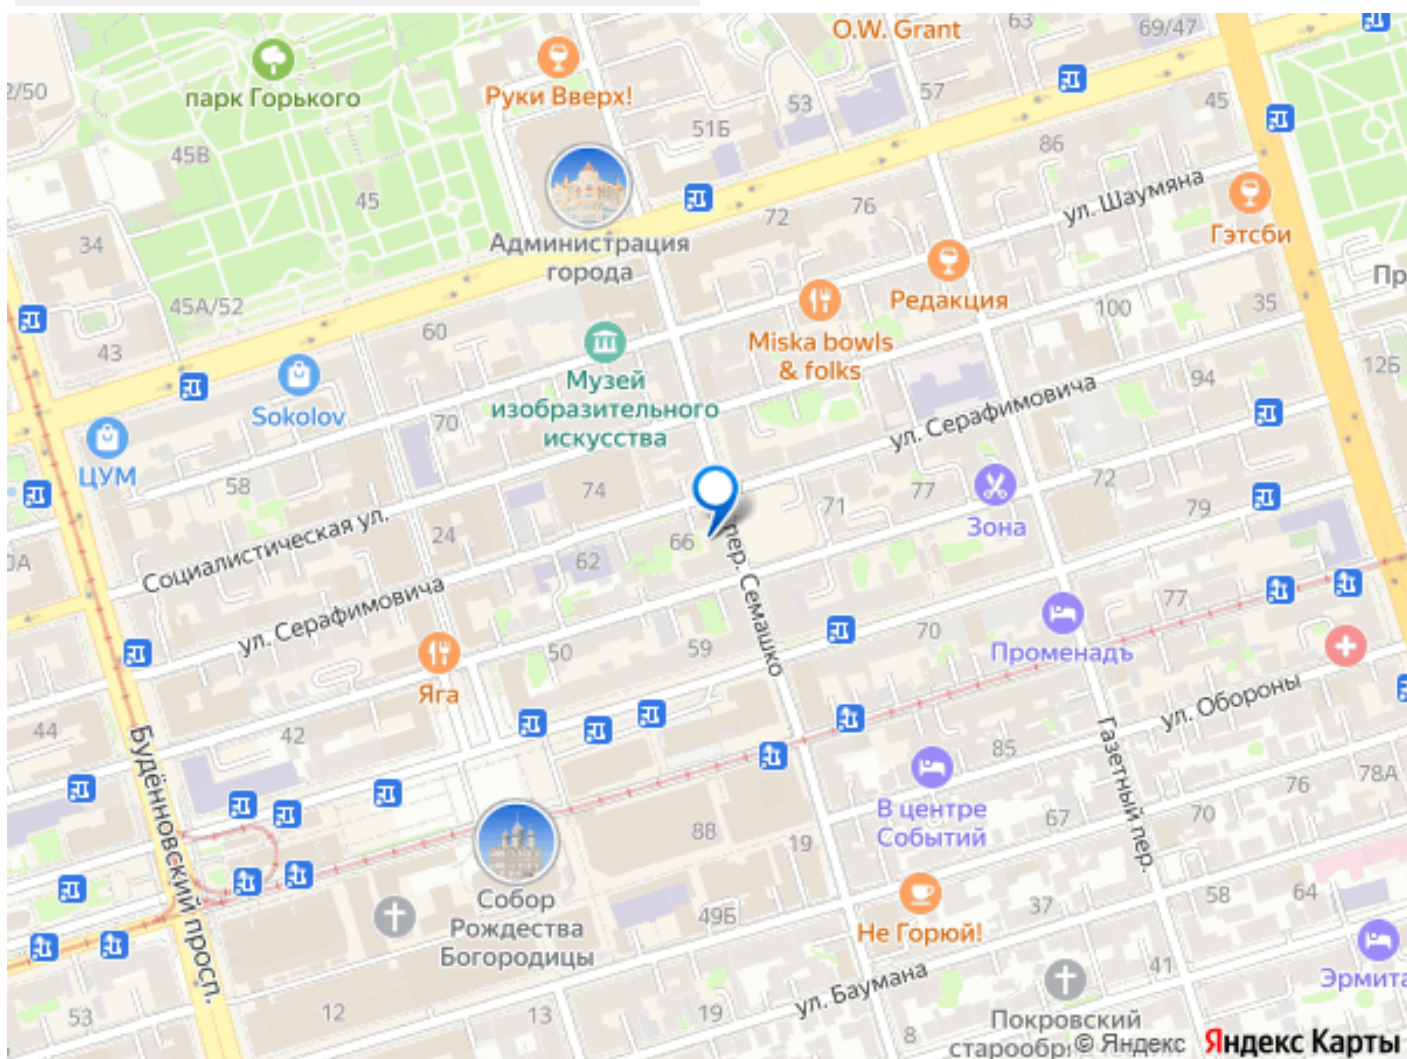 O.W. Grant
63
69/47
2/50
парк Горького
Руки Вверх!
57
53
45
51Б
86
45В
45
ул. Шаумяна
72
76
Гэтсби
34
Администрация
города
Редакция
Пр
45А/52
60
100
35
43
Miska bowls
& folks
Музей
изобразительного
искусства
Sokolov
70
94
12Б
ул. Серафимовича
ЦУМ
58
74
71
77
72
79
Зона
Социалистическая ул.
24
66
62
0А
пер. Семашко
ул. Серафимовича
50
59
70
77
Променадъ
Яга
ул. Обороны
44
42
Будённовский просп.
85
Газетный пер.
76
78А
В центре
Событий
67
70
88
19
Собор
Рождества
Богородицы
49Б
58
64
37
Не Горюй!
ул. Баумана
41
Эрмита
53
12
13
19
8
Покровский
старообр
© Яндекс
Яндекс Карты